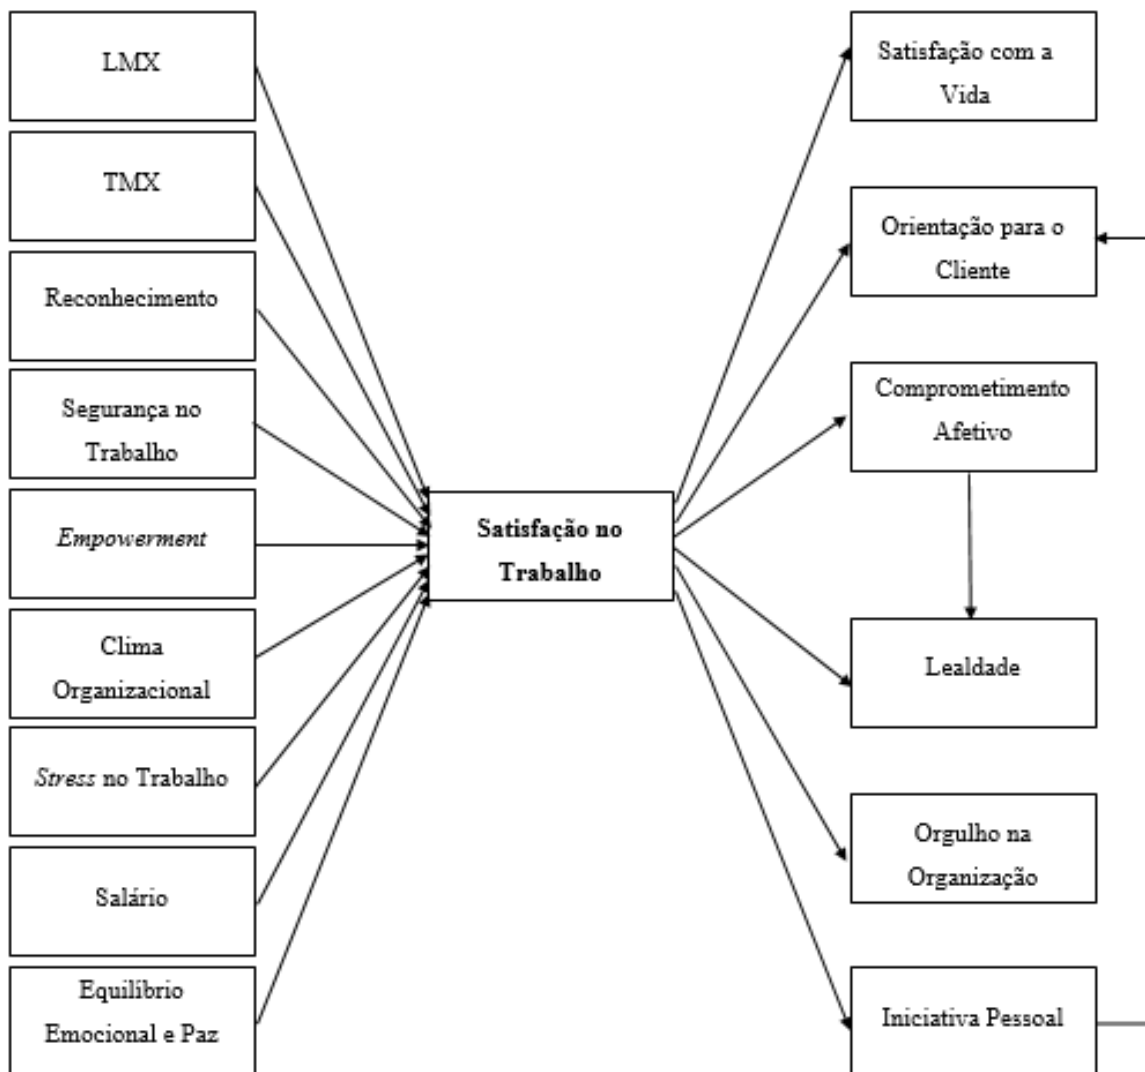 LMX
TMX
Reconhecimento
Segurança no
Trabalho
Empowerment
Clima
Organizacional
Stress no Trabalho
Salário
Equilíbrio
Emocional e Paz
Satisfação no
Trabalho
Satisfação com a
Vida
Orientação para o
Cliente
Comprometimento
Afetivo
Lealdade
Orgulho na
Organização
Iniciativa Pessoal